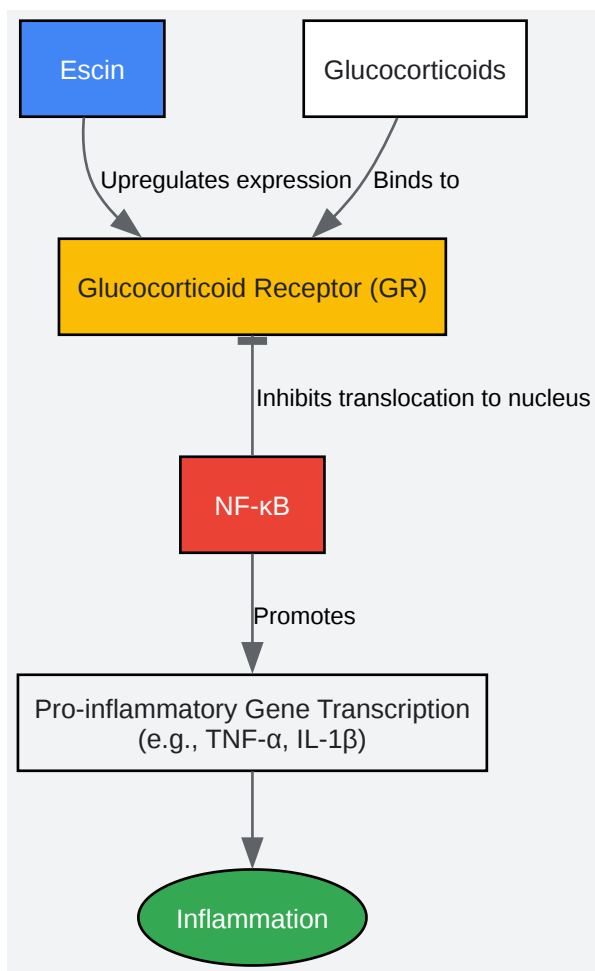 Escin
Glucocorticoids
Upregulates expression
Binds to
Glucocorticoid Receptor (GR)
Inhibits translocation to nucleus
NF-κB
Promotes
Pro-inflammatory Gene Transcription
(e.g., TNF-α, IL-1β)
Inflammation